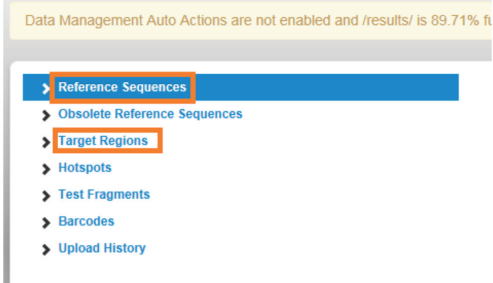 Data Management Auto Actions are not enabled and /results/ is 89.71%
Reference Sequences
Obsolete Reference Sequences
Target Regions
Hotspots
Test Fragments
Barcodes
Upload History